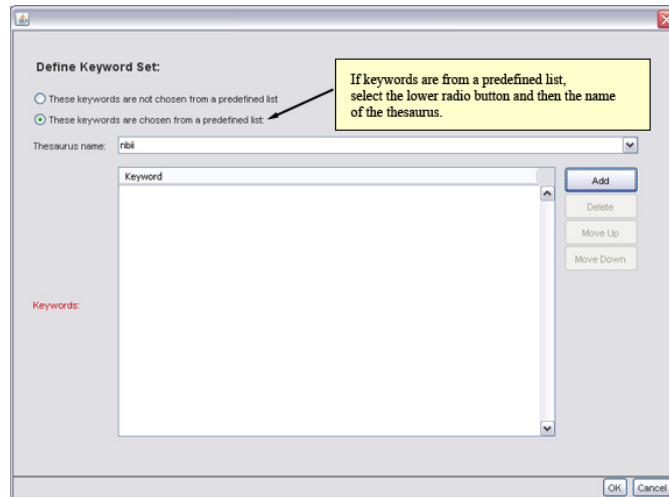 Define Keyword Set:
If keywords are from a predefined list,
select the lower radio button and then the name
of the thesaurus.
These keywords are not chosen from a predefined list
These keywords are chosen from a predefined list:
Thesaurus name:
nbii
Keyword
Add
Delete
Move Up
Move Down
Keywords:
OK
Cancel